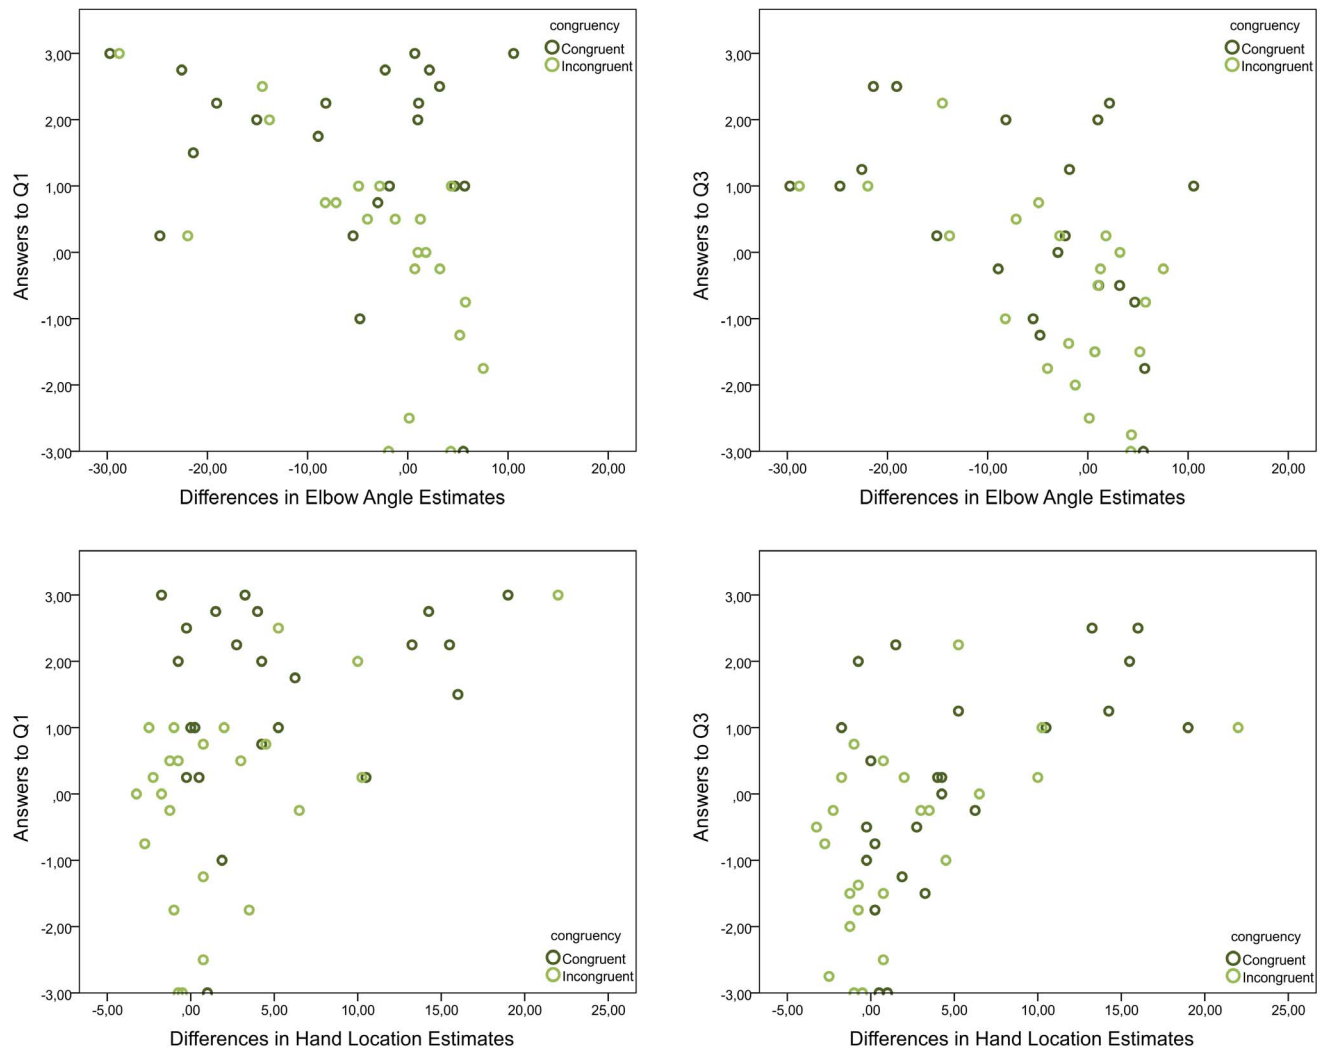 congruency
Congruent
Incongruent
3,00
2,00
1,00
,00
-1,00
-2,00
-3,00
Answers to Q1
-30,00 -20,00 -10,00 ,00 10,00 20,00
Differences in Elbow Angle Estimates
congruency
Congruent
Incongruent
3,00
2,00
1,00
,00
-1,00
-2,00
-3,00
Answers to Q3
-30,00 -20,00 -10,00 ,00 10,00 20,00
Differences in Elbow Angle Estimates
3,00
2,00
1,00
,00
-1,00
-2,00
-3,00
Answers to Q1
congruency
Congruent
Incongruent
-5,00 ,00 5,00 10,00 15,00 20,00 25,00
Differences in Hand Location Estimates
3,00
2,00
1,00
,00
-1,00
-2,00
-3,00
Answers to Q3
congruency
Congruent
Incongruent
-5,00 ,00 5,00 10,00 15,00 20,00 25,00
Differences in Hand Location Estimates